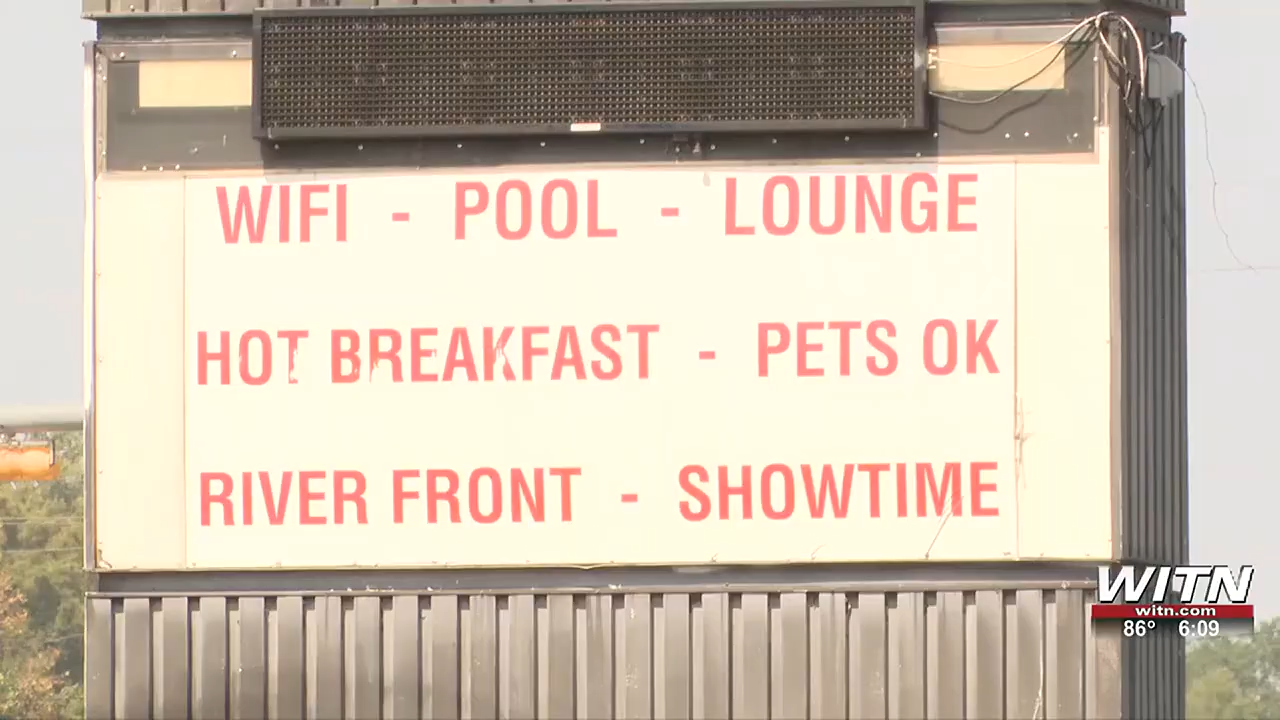 WIFI - POOL - LOUNGE
HOT BREAKFAST - PETS OK
RIVER FRONT - SHOWTIME
WITN
witn.com
86° 6:09